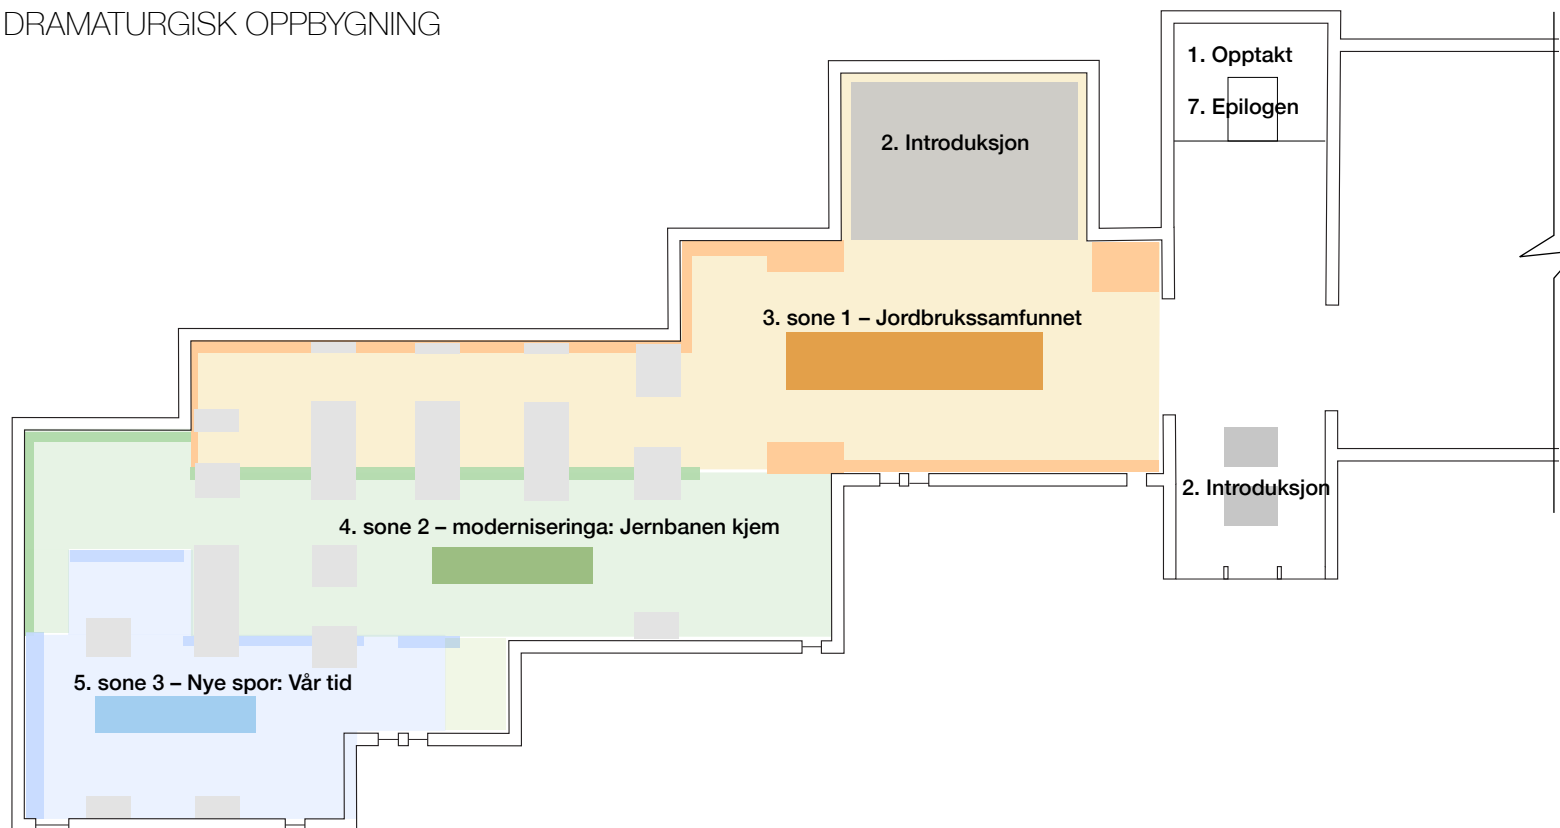 DRAMATURGISK OPPBYGNING
1. Opptakt
7. Epilogen
2. Introduksjon
3. sone 1 – Jordbrukssamfunnet
2. Introduksjon
4. sone 2 – moderniseringa: Jernbanen kjem
5. sone 3 – Nye spor: Vår tid